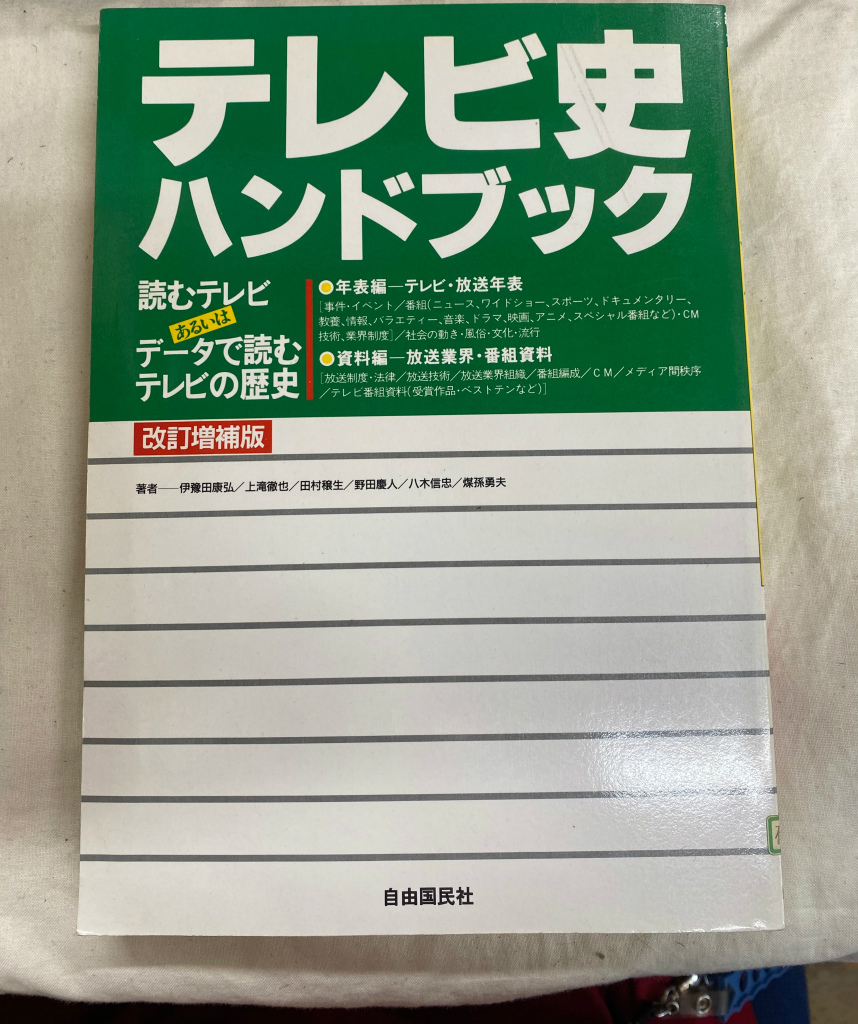 テレビ史
ハンドブック
読むテレビ
あるいは
データで読む
テレビの歴史
●年表編─テレビ・放送年表
[事件・イベント／番組(ニュース、ワイドショー、スポーツ、ドキュメンタリー、
教養、情報、バラエティー、音楽、ドラマ、映画、アニメ、スペシャル番組など)・CM
技術、業界制度]／社会の動き・風俗・文化・流行
●資料編─放送業界・番組資料
[放送制度・法律／放送技術／放送業界組織／番組編成／CM／メディア間秩序
／テレビ番組資料(受賞作品・ベストテンなど)]
改訂増補版
著者──伊豫田康弘／上滝徹也／田村穣生／野田慶人／八木信忠／煤孫勇夫
自由国民社